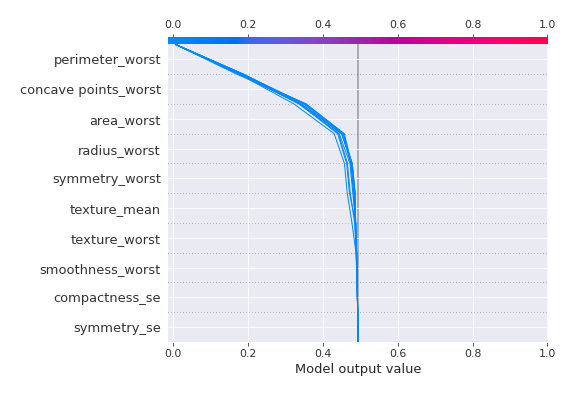 0.0 0.2 0.4 0.6 0.8 1.0
perimeter_worst
concave points_worst
area_worst
radius_worst
symmetry_worst
texture_mean
texture_worst
smoothness_worst
compactness_se
symmetry_se
0.0 0.2 0.4 0.6 0.8 1.0
Model output value